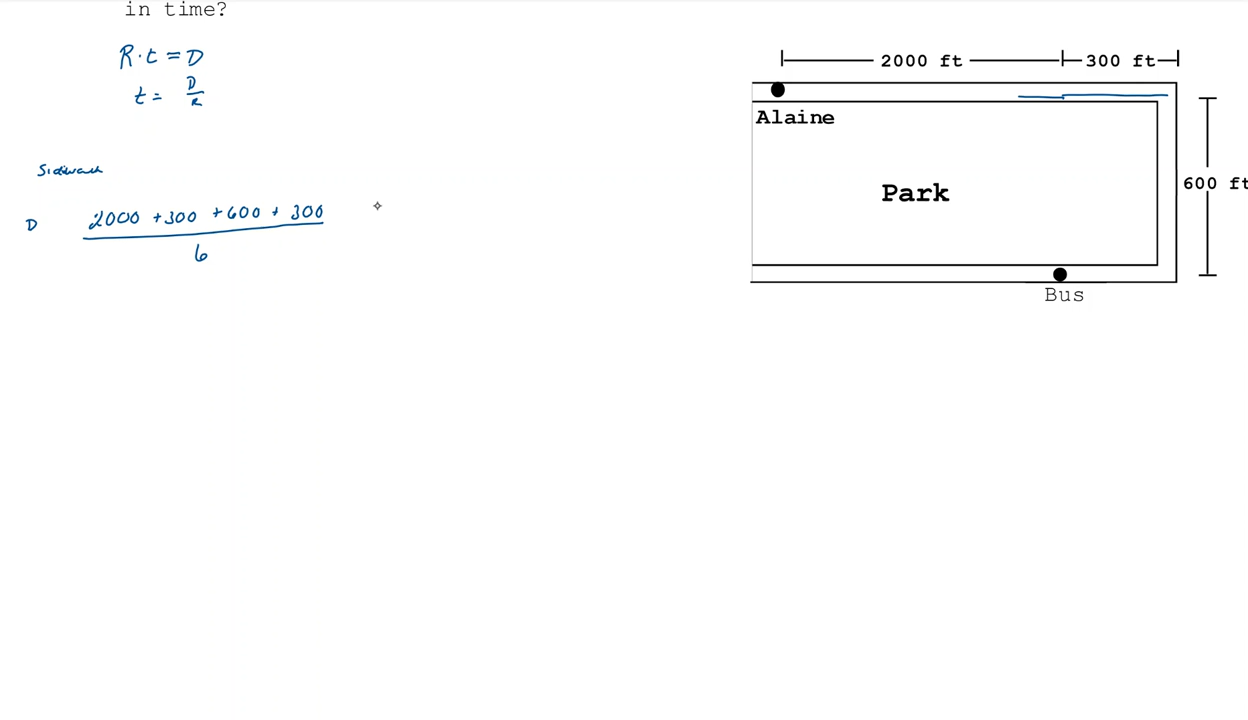 in time?
R·t = D
t = D/R
Sidewalk
D
2000 + 300 + 600 + 300
6
2000 ft
300 ft
Alaine
Park
600 ft
Bus